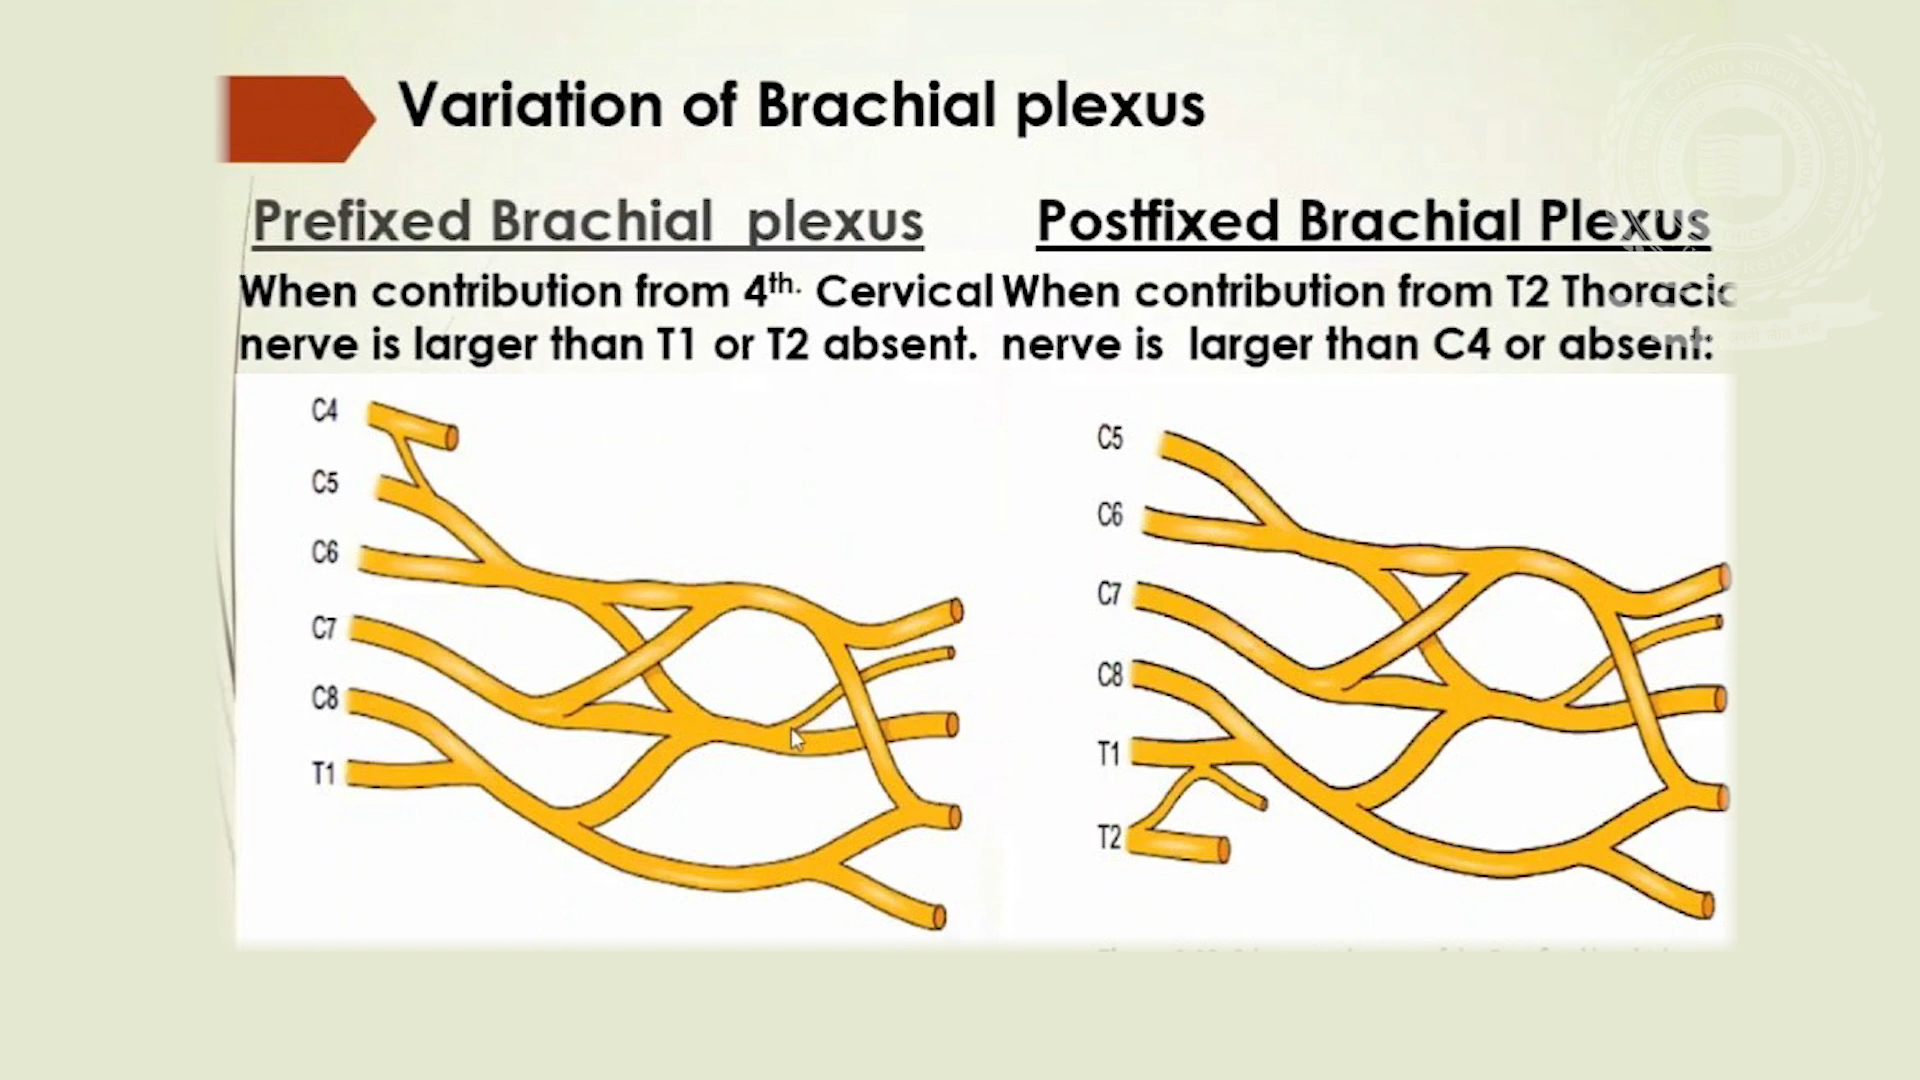 Variation of Brachial plexus
Prefixed Brachial plexus
When contribution from 4th. Cervical
nerve is larger than T1 or T2 absent.
C4
C5
C6
C7
C8
T1
Postfixed Brachial Plexus
When contribution from T2 Thoracic
nerve is larger than C4 or absent:
C5
C6
C7
C8
T1
T2